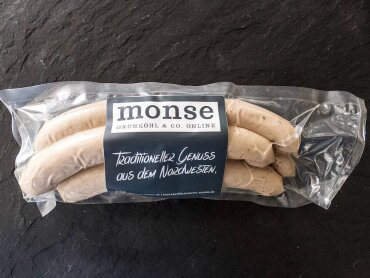 monse
GRÜNKOHL & CO. ONLINE
TRADITIONELLER GENUSS
AUS DEM NORDWESTEN.